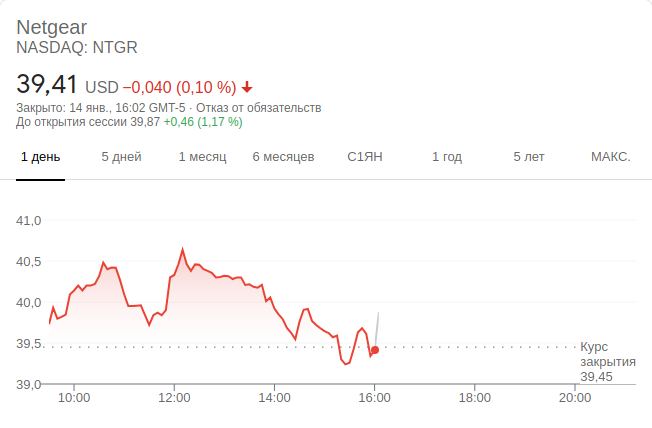 Netgear
NASDAQ: NTGR
39,41 USD −0,040 (0,10 %)
Закрыто: 14 янв., 16:02 GMT-5 · Отказ от обязательств
До открытия сессии 39,87 +0,46 (1,17 %)
1 день 5 дней 1 месяц 6 месяцев С1ЯН 1 год 5 лет МАКС.
41,0
40,5
40,0
39,5
Курс
закрытия
39,45
39,0
10:00 12:00 14:00 16:00 18:00 20:00